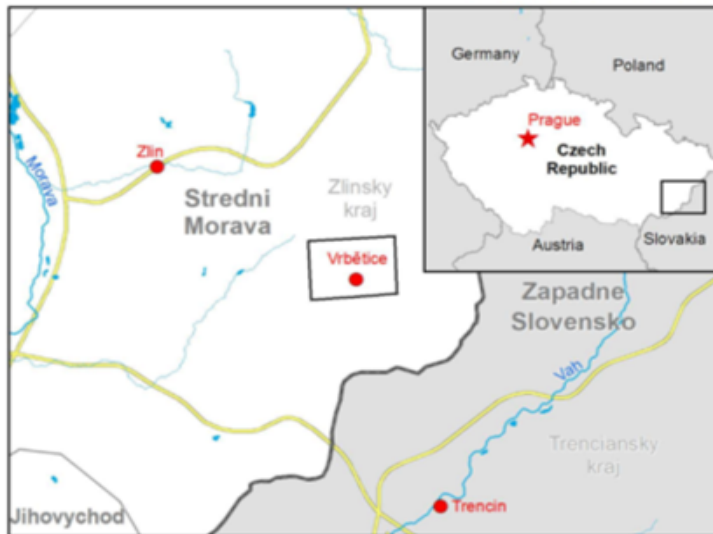 Germany
Poland
Prague
Czech
Republic
Austria
Slovakia
Morava
Zlin
Stredni
Morava
Zlinsky
kraj
Vrbětice
Zapadne
Slovensko
Vah
Trenciansky
kraj
Trencin
Jihovychod